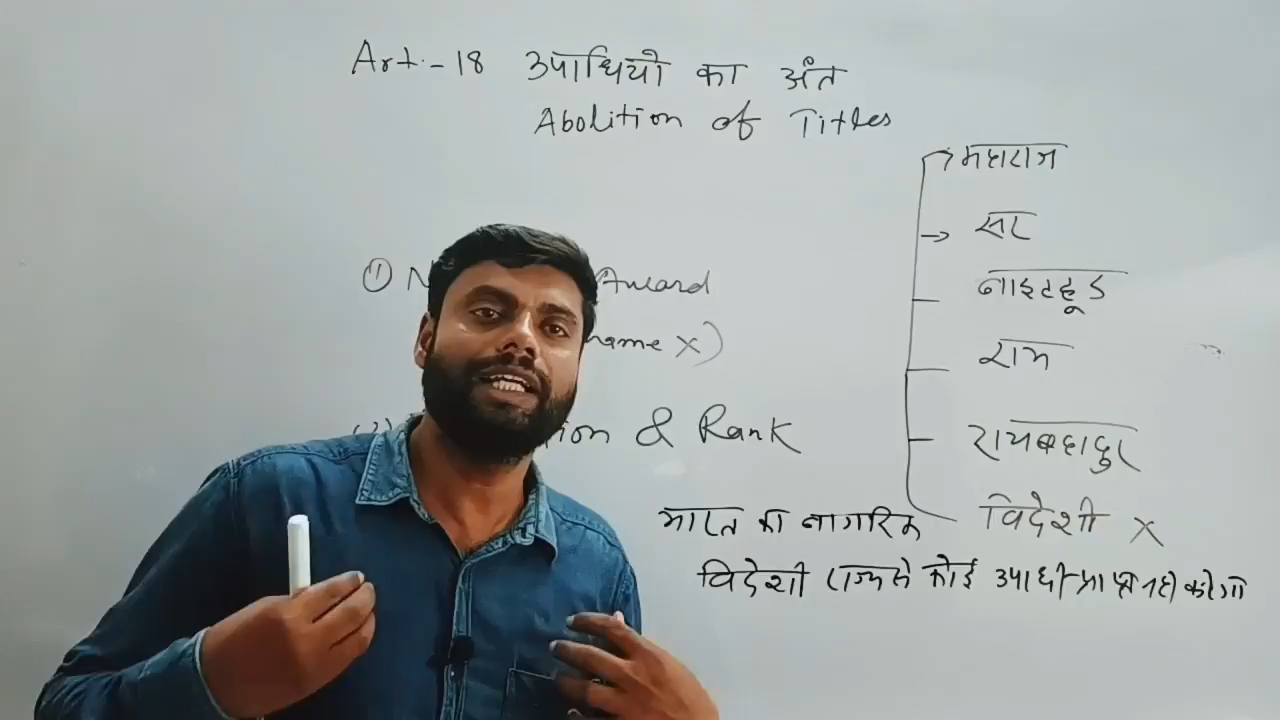 Art.- 18 उपाधियो का अंत
Abolition of Titles
महाराज
सर
नाइटहूड
राय
रायबहादुर
विदेशी X
① N Award
name X)
ion & Rank
भारत का नागरिक
विदेशी राज्य से कोई उपाधी प्राप्त नही करेगा